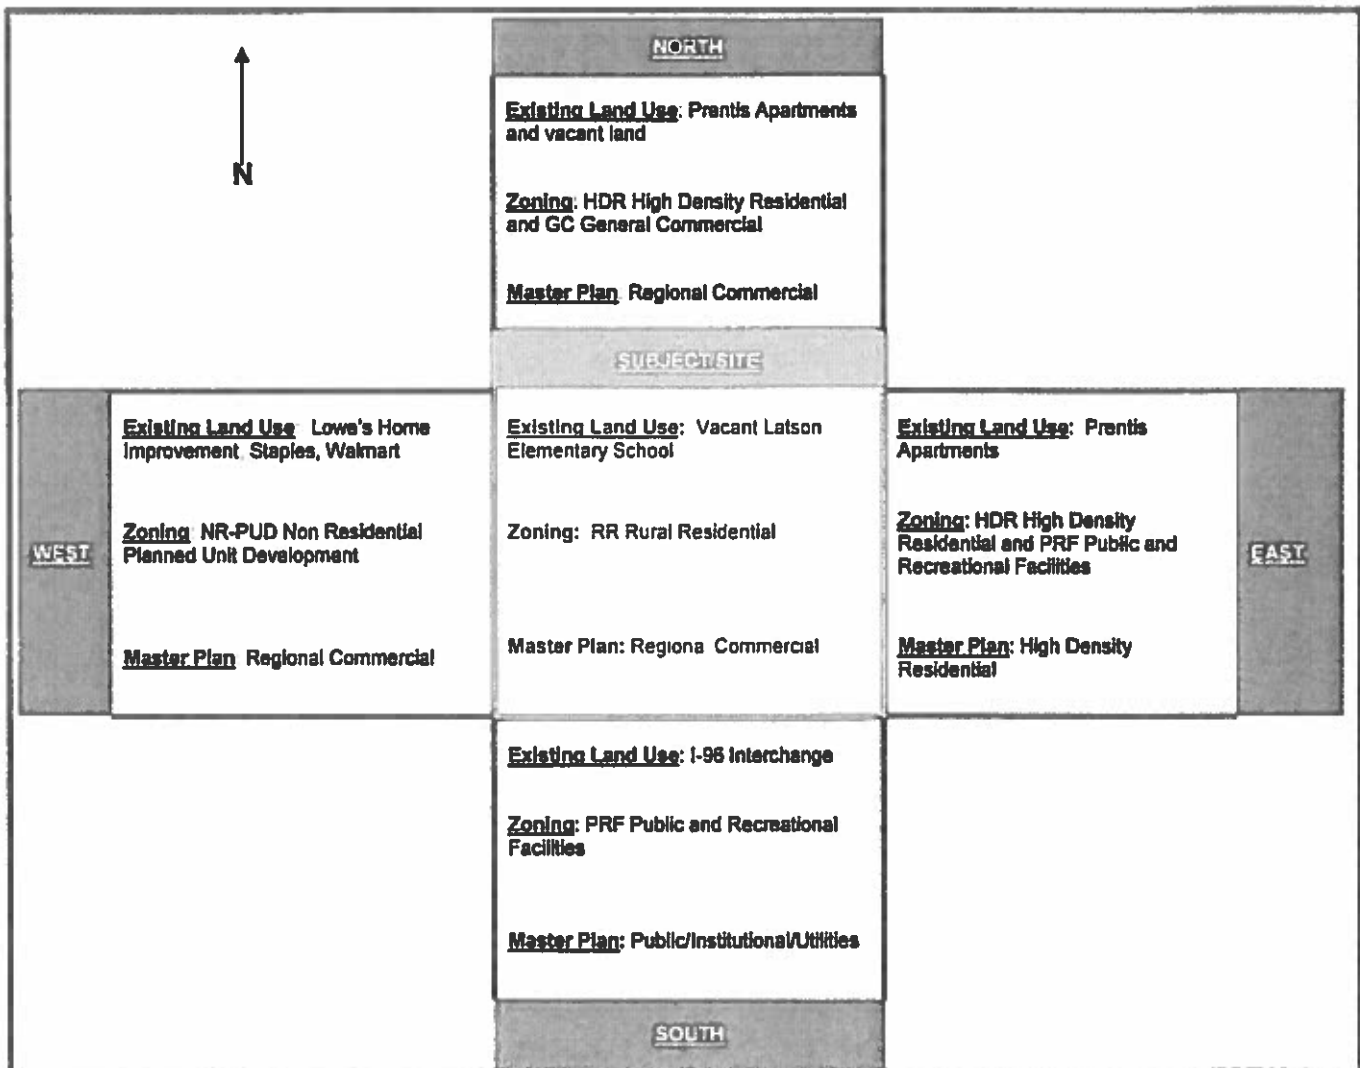 NORTH
N
Existing Land Use: Prentis Apartments
and vacant land
Zoning: HDR High Density Residential
and GC General Commercial
Master Plan Regional Commercial
SUBJECT SITE
WEST
Existing Land Use Lowe's Home
Improvement Staples, Walmart
Zoning NR-PUD Non Residential
Planned Unit Development
Master Plan Regional Commercial
Existing Land Use: Vacant Latson
Elementary School
Zoning: RR Rural Residential
Master Plan: Regional Commercial
Existing Land Use: Prentis
Apartments
Zoning: HDR High Density
Residential and PRF Public and
Recreational Facilities
Master Plan: High Density
Residential
EAST
Existing Land Use: I-96 Interchange
Zoning: PRF Public and Recreational
Facilities
Master Plan: Public/Institutional/Utilities
SOUTH